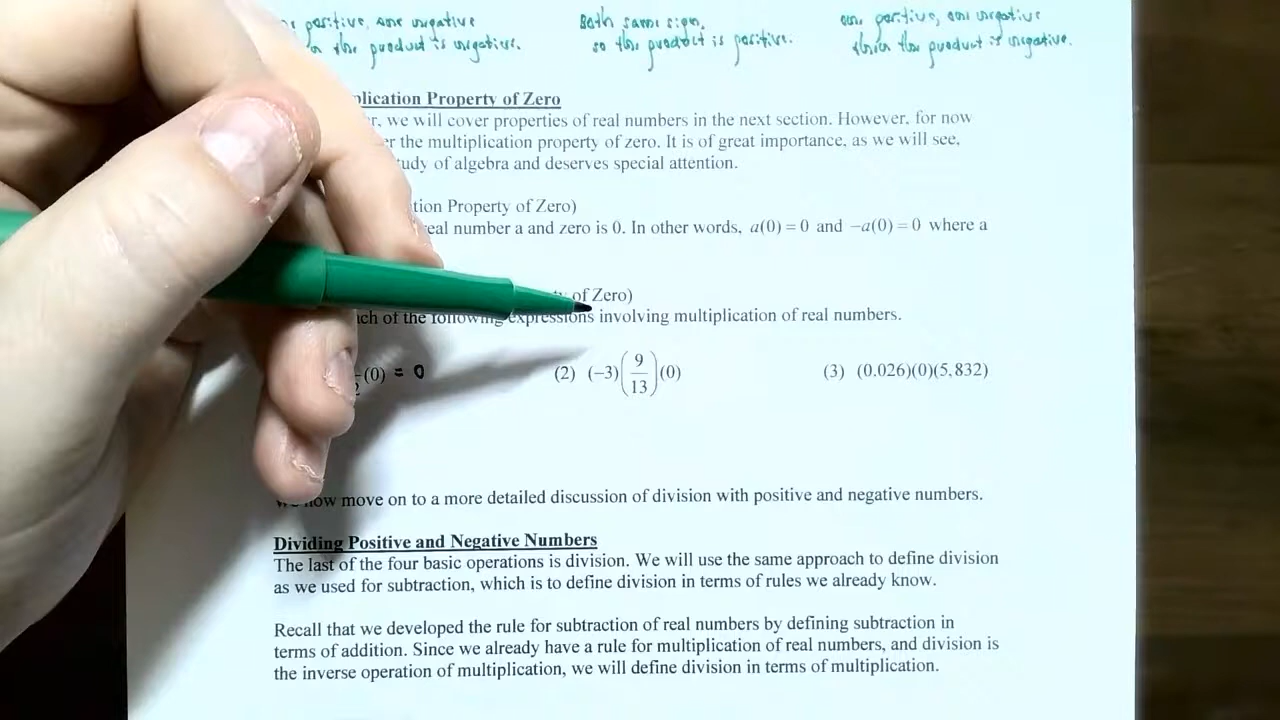 positive, one negative
the product is negative.
Both same sign,
so the product is positive.
one positive, one negative
then the product is negative.
plication Property of Zero
we will cover properties of real numbers in the next section. However, for now
the multiplication property of zero. It is of great importance, as we will see,
tudy of algebra and deserves special attention.
tion Property of Zero)
real number a and zero is 0. In other words, a(0) = 0 and −a(0) = 0 where a
of Zero)
ach of the following expressions involving multiplication of real numbers.
(0) = 0
(2) (−3)(9/13)(0)
(3) (0.026)(0)(5,832)
We now move on to a more detailed discussion of division with positive and negative numbers.
Dividing Positive and Negative Numbers
The last of the four basic operations is division. We will use the same approach to define division
as we used for subtraction, which is to define division in terms of rules we already know.
Recall that we developed the rule for subtraction of real numbers by defining subtraction in
terms of addition. Since we already have a rule for multiplication of real numbers, and division is
the inverse operation of multiplication, we will define division in terms of multiplication.